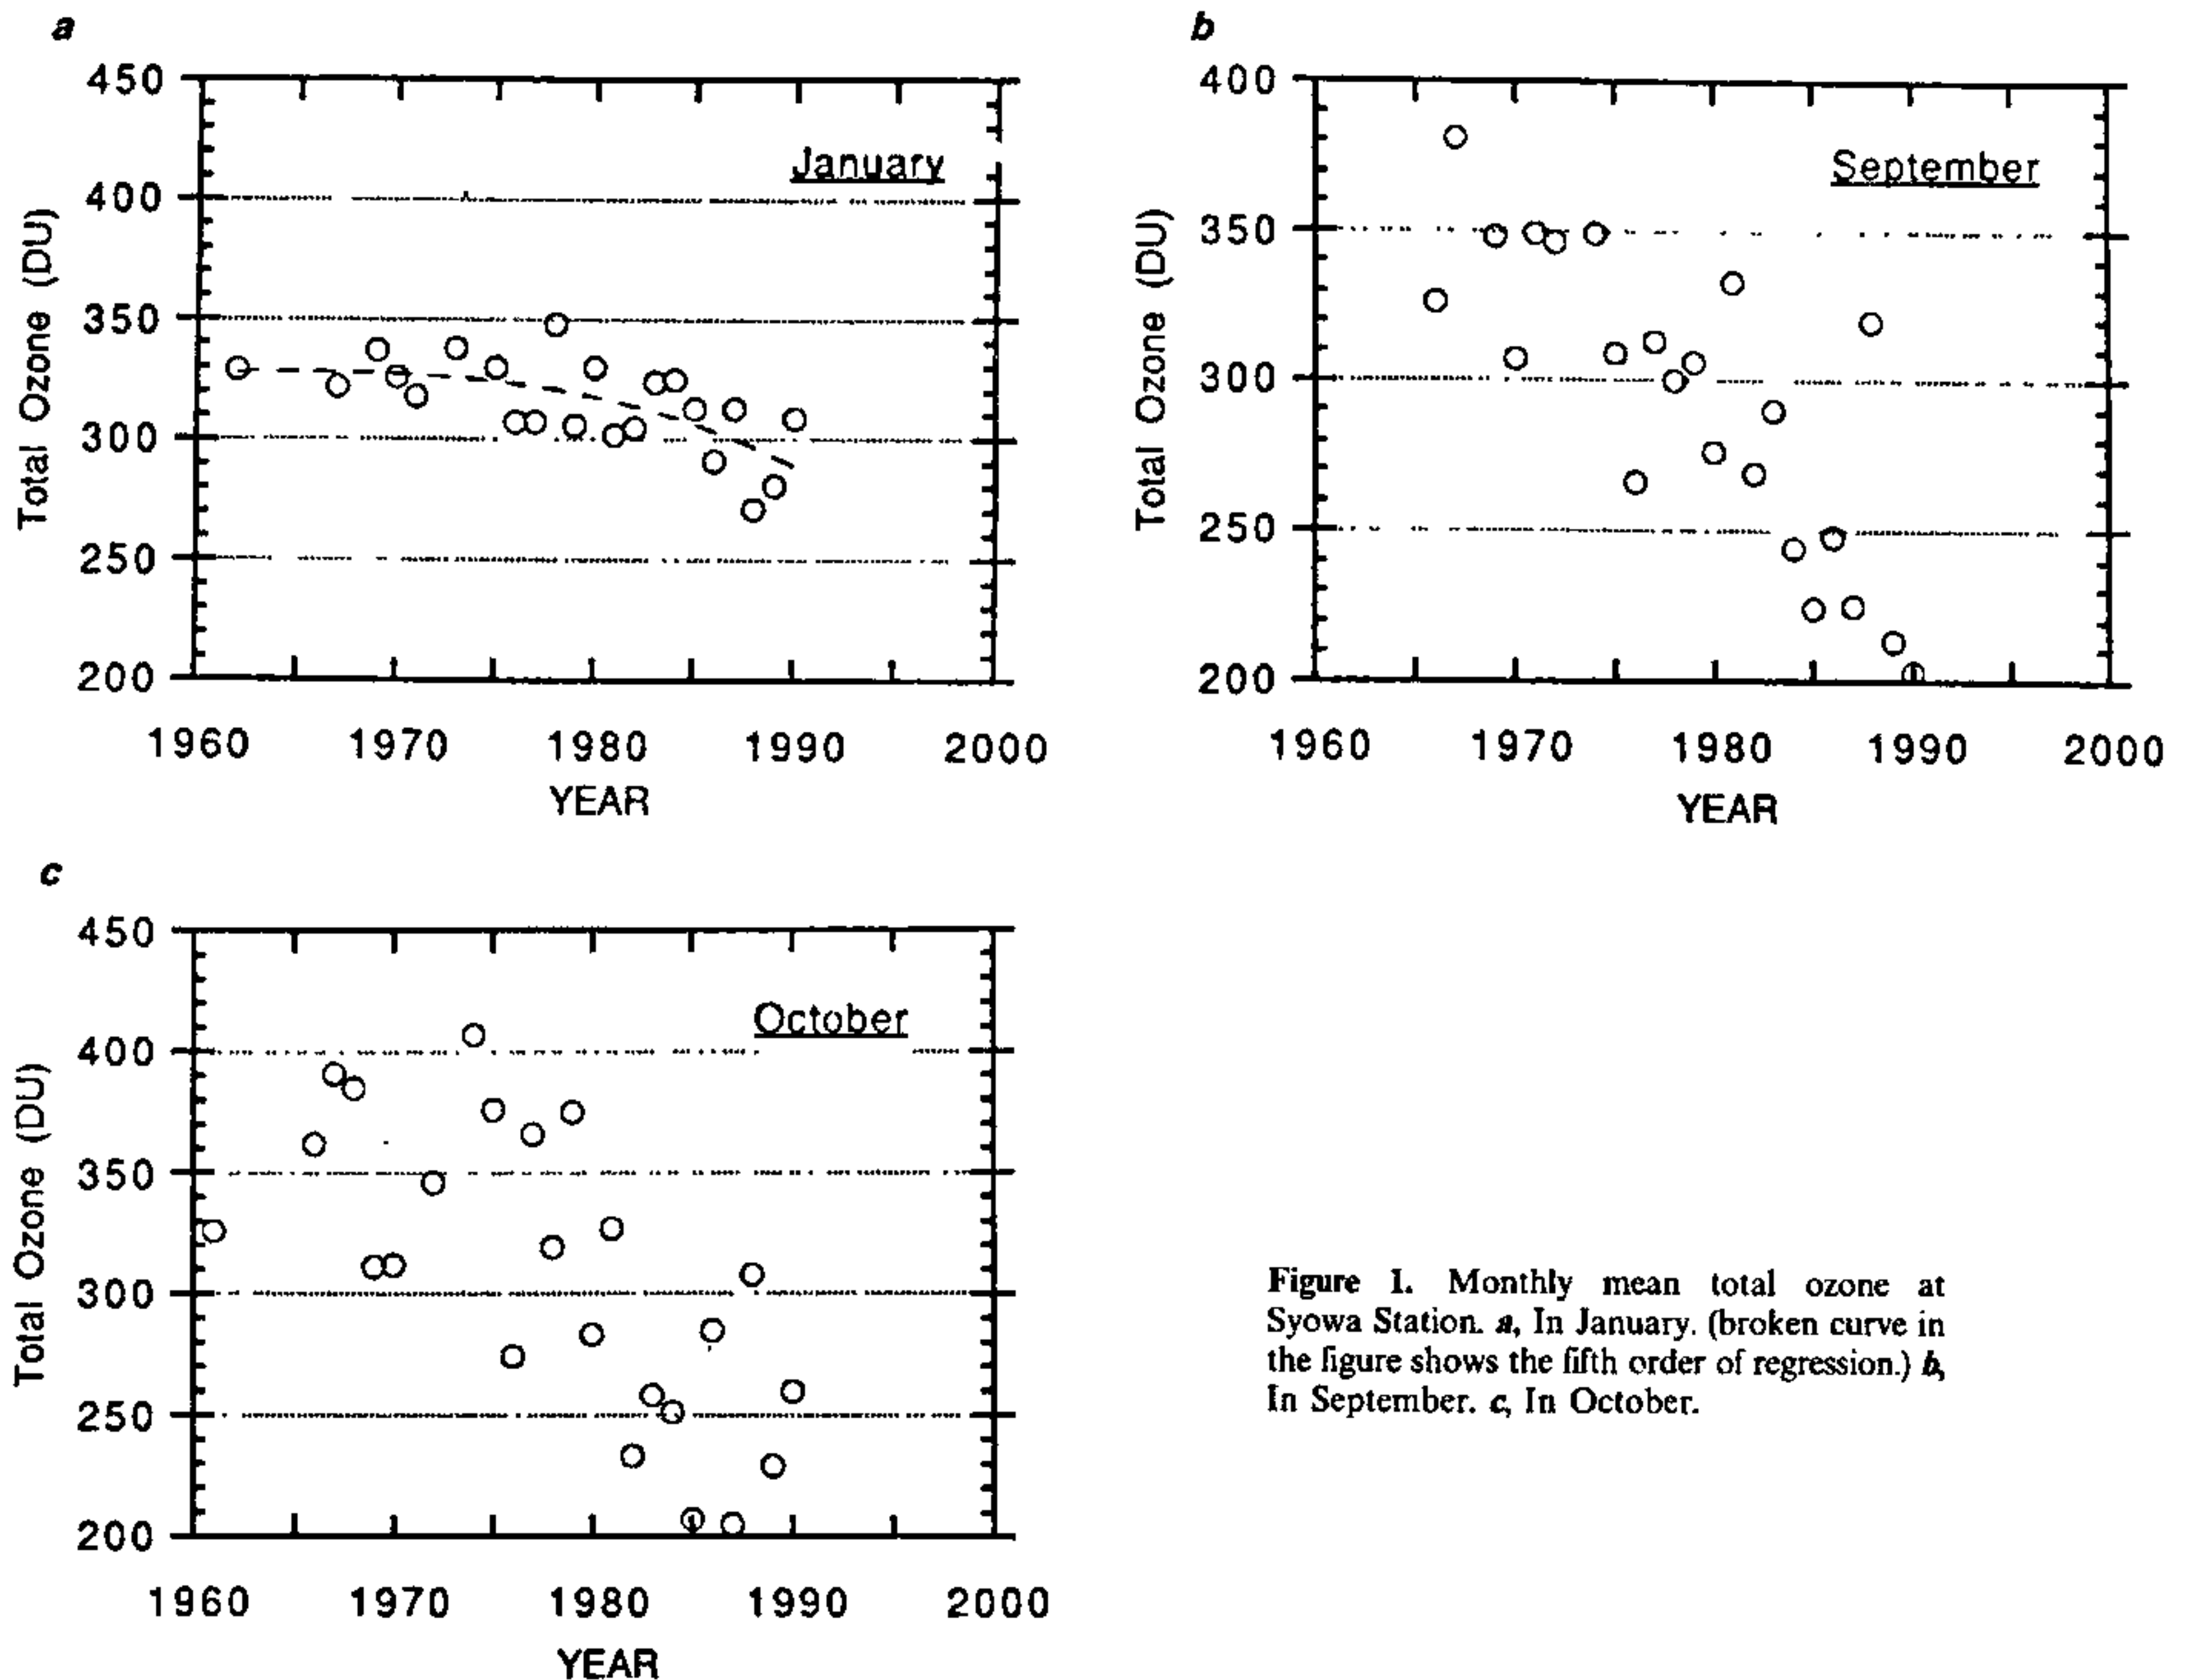 a
450
400
350
300
250
200
Total Ozone (DU)
January
1960 1970 1980 1990 2000
YEAR
b
400
350
300
250
200
Total Ozone (DU)
September
1960 1970 1980 1990 2000
YEAR
c
450
400
350
300
250
200
Total Ozone (DU)
October
1960 1970 1980 1990 2000
YEAR
Figure 1. Monthly mean total ozone at
Syowa Station. a, In January. (broken curve in
the figure shows the fifth order of regression.) b,
In September. c, In October.